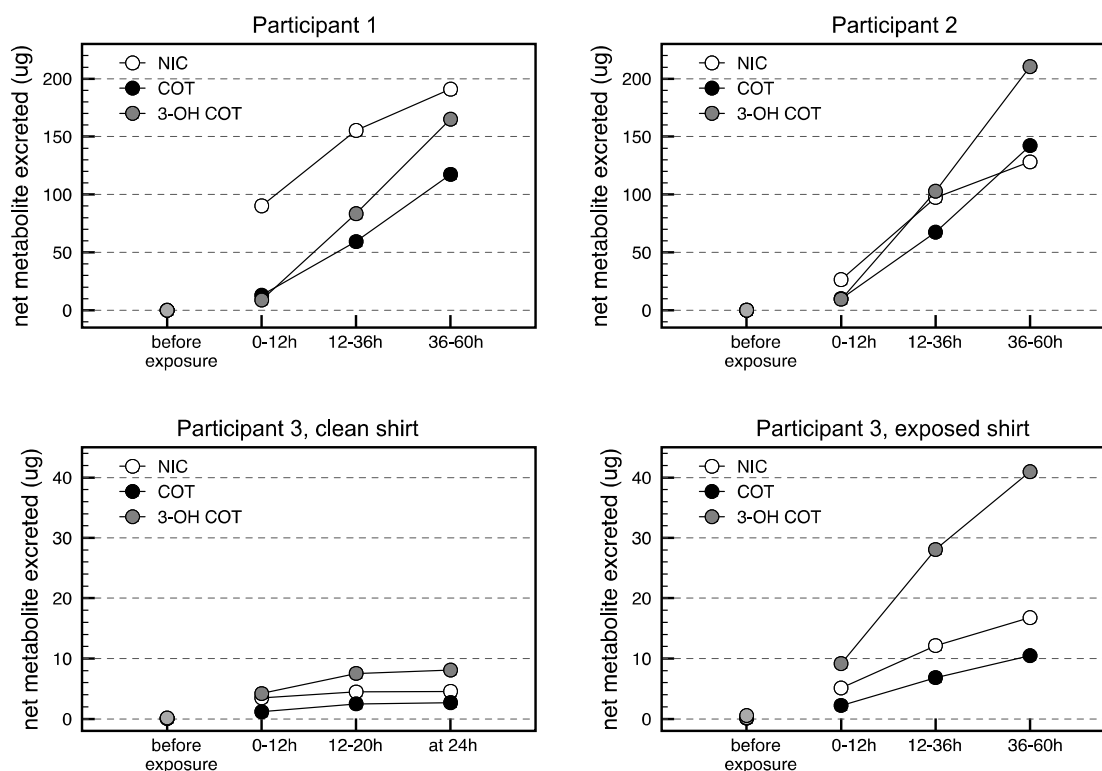 Participant 1
net metabolite excreted (ug)
NIC
COT
3-OH COT
200
150
100
50
0
before
exposure
0-12h
12-36h
36-60h
Participant 2
net metabolite excreted (ug)
NIC
COT
3-OH COT
200
150
100
50
0
before
exposure
0-12h
12-36h
36-60h
Participant 3, clean shirt
net metabolite excreted (ug)
NIC
COT
3-OH COT
40
30
20
10
0
before
exposure
0-12h
12-20h
at 24h
Participant 3, exposed shirt
net metabolite excreted (ug)
NIC
COT
3-OH COT
40
30
20
10
0
before
exposure
0-12h
12-36h
36-60h